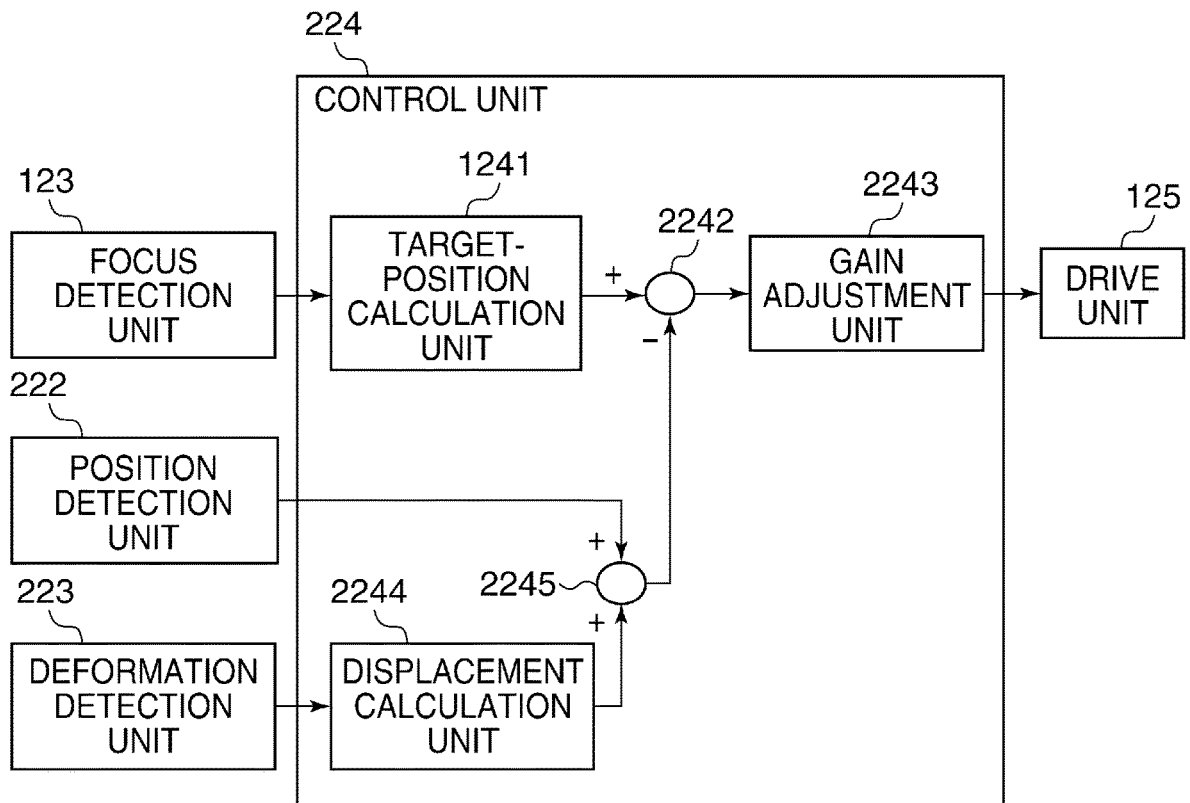 224
CONTROL UNIT
123
FOCUS
DETECTION
UNIT
1241
TARGET-
POSITION
CALCULATION
UNIT
+
2242
−
2243
GAIN
ADJUSTMENT
UNIT
125
DRIVE
UNIT
222
POSITION
DETECTION
UNIT
+
2245
+
223
DEFORMATION
DETECTION
UNIT
2244
DISPLACEMENT
CALCULATION
UNIT